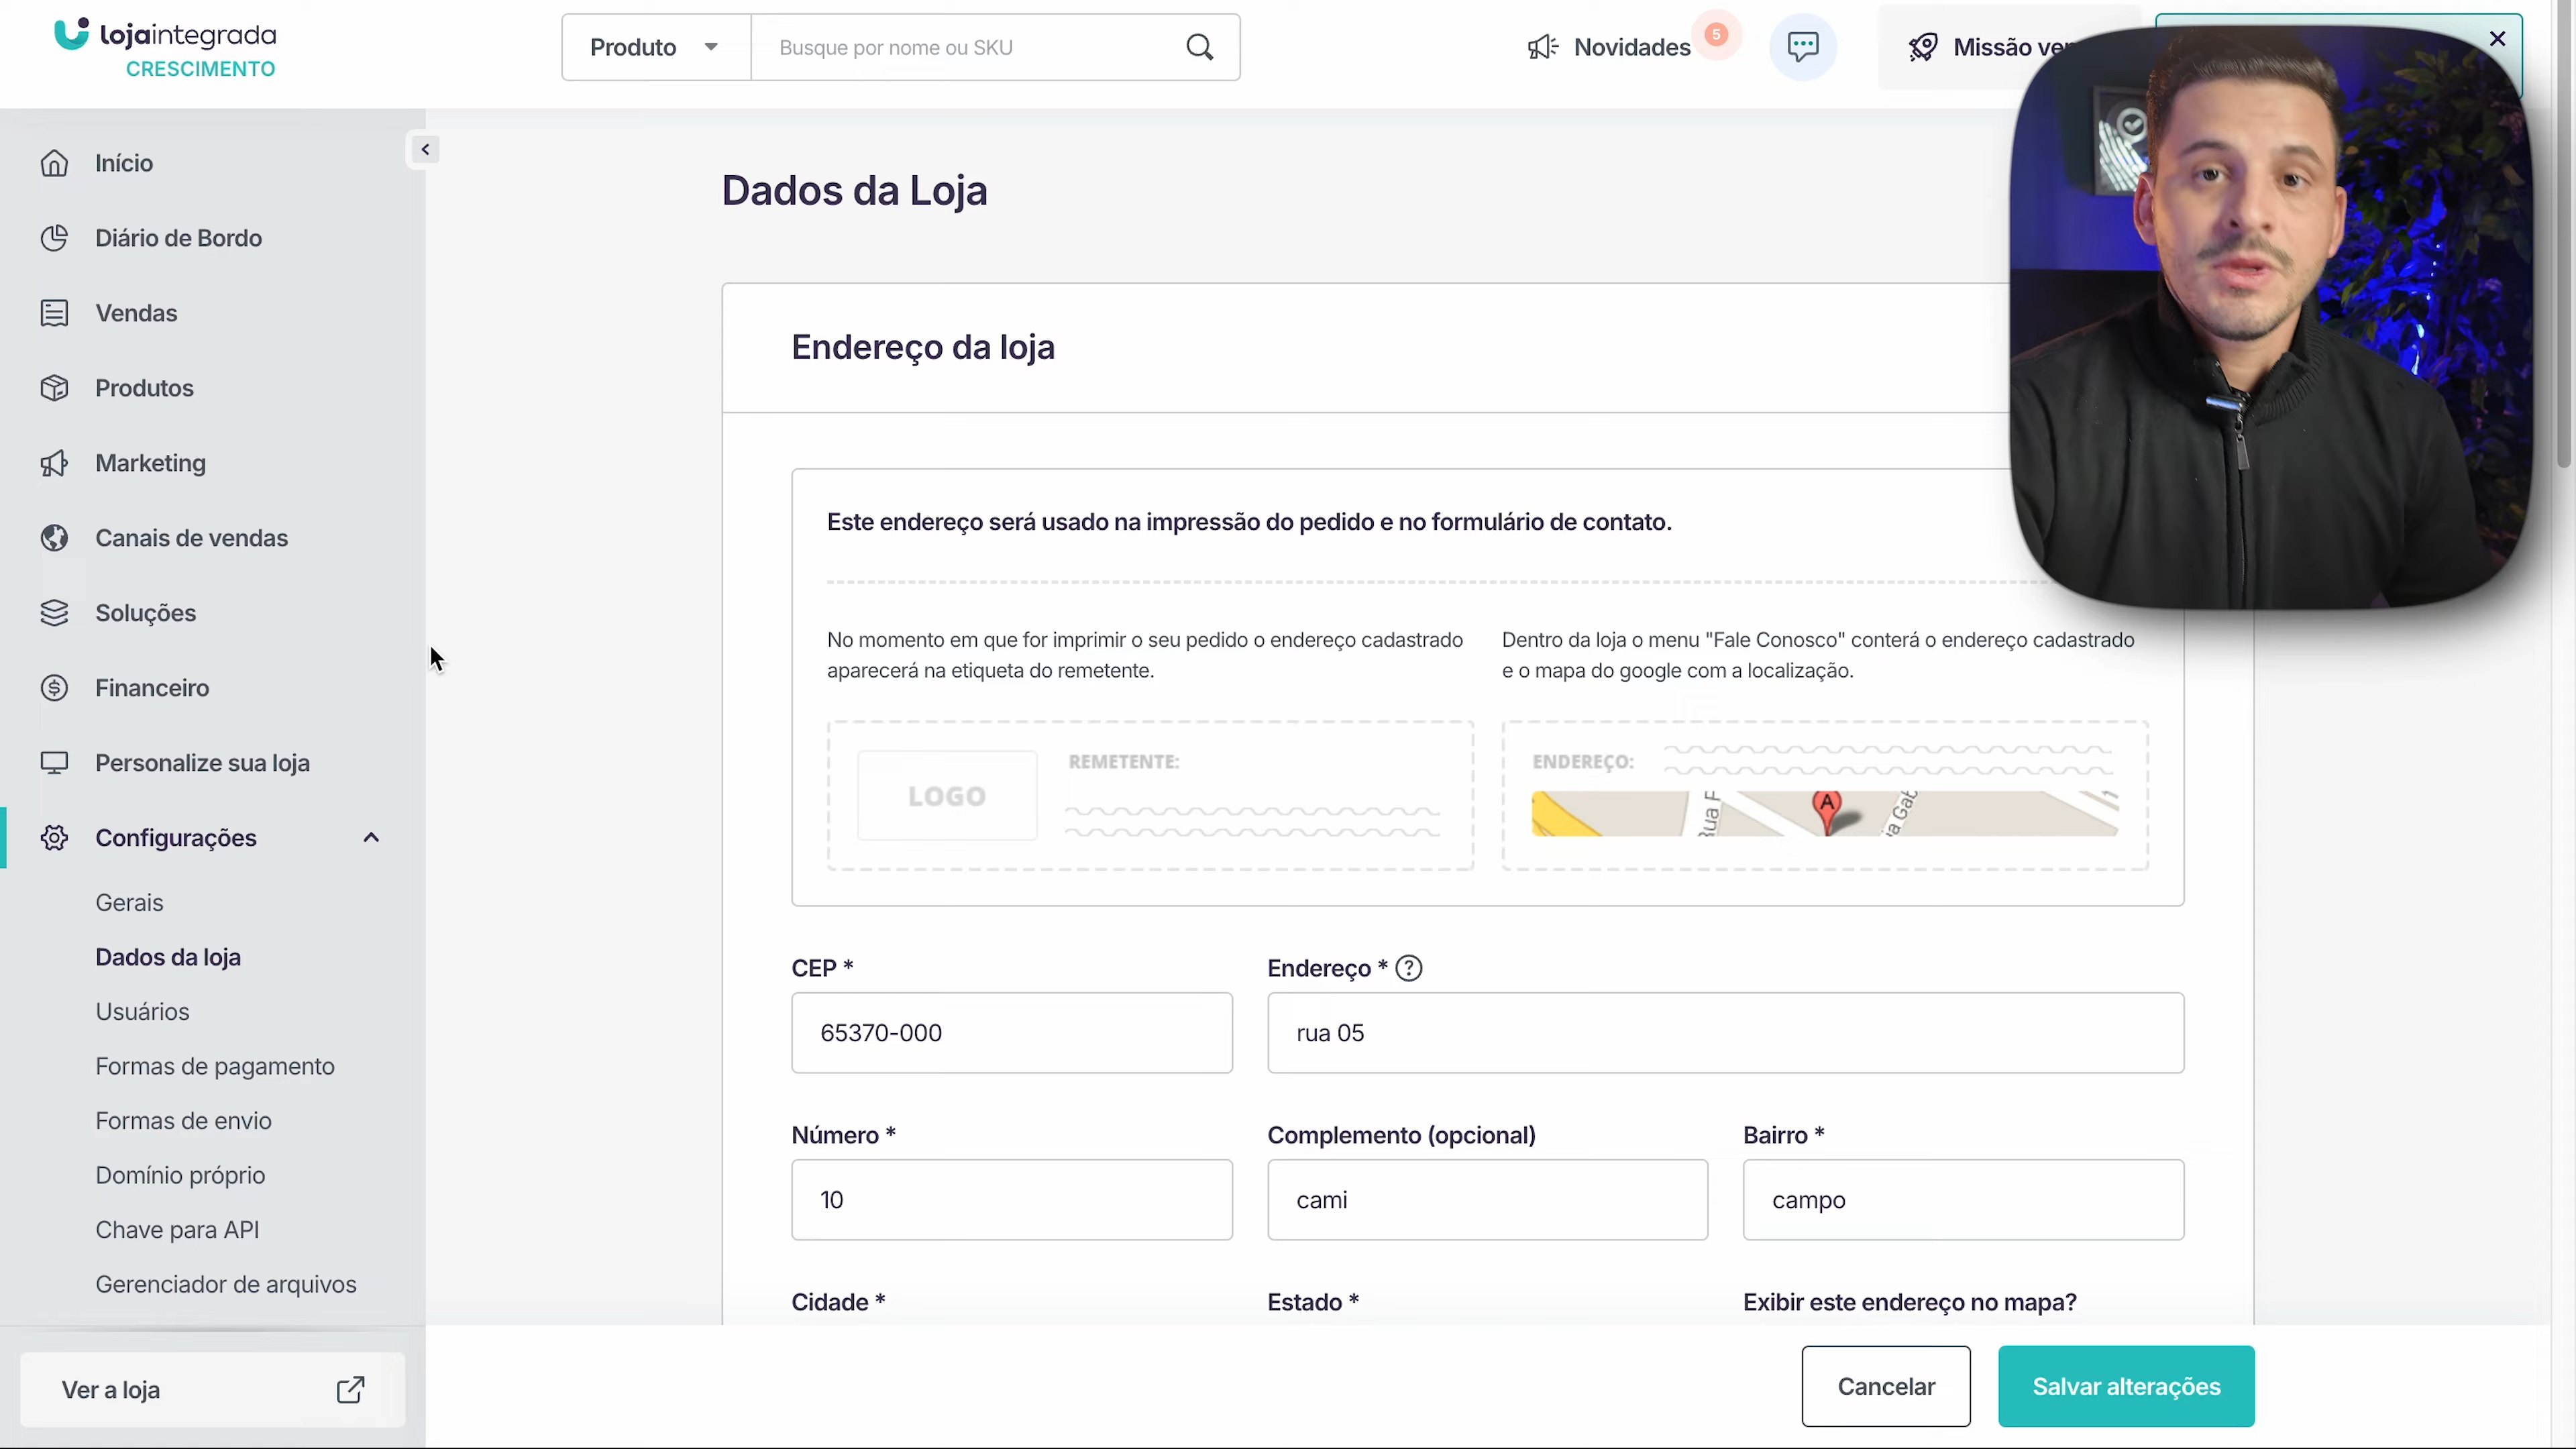 lojaintegrada
CRESCIMENTO
Produto
Busque por nome ou SKU
Novidades
5
Missão
Início
Diário de Bordo
Vendas
Produtos
Marketing
Canais de vendas
Soluções
Financeiro
Personalize sua loja
Configurações
Gerais
Dados da loja
Usuários
Formas de pagamento
Formas de envio
Domínio próprio
Chave para API
Gerenciador de arquivos
Ver a loja
Dados da Loja
Endereço da loja
Este endereço será usado na impressão do pedido e no formulário de contato.
No momento em que for imprimir o seu pedido o endereço cadastrado
aparecerá na etiqueta do remetente.
Dentro da loja o menu "Fale Conosco" conterá o endereço cadastrado
e o mapa do google com a localização.
LOGO
REMETENTE:
ENDEREÇO:
A
CEP *
Endereço *
65370-000
rua 05
Número *
Complemento (opcional)
Bairro *
10
cami
campo
Cidade *
Estado *
Exibir este endereço no mapa?
Cancelar
Salvar alterações